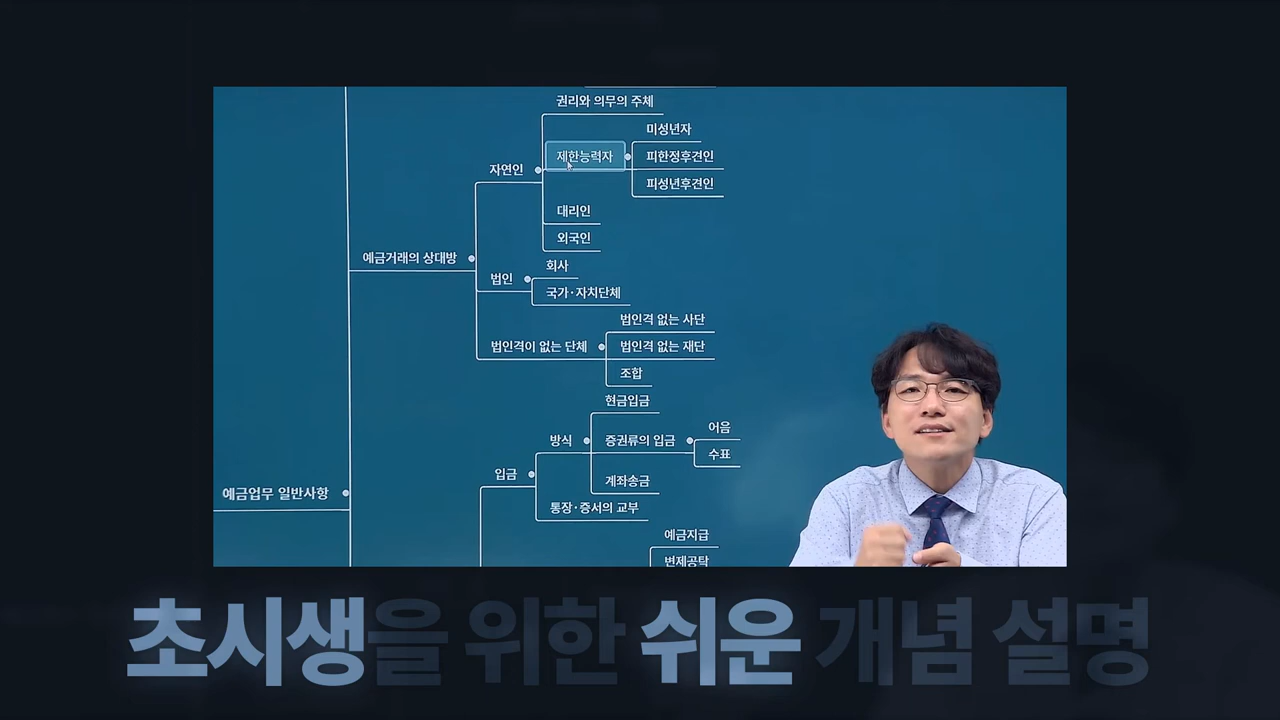 권리와 의무의 주체
미성년자
제한능력자
피한정후견인
자연인
피성년후견인
대리인
외국인
예금거래의 상대방
회사
법인
국가·자치단체
법인격 없는 사단
법인격이 없는 단체
법인격 없는 재단
조합
현금입금
어음
방식
증권류의 입금
수표
입금
계좌송금
예금업무 일반사항
통장·증서의 교부
예금지급
변제공탁
초시생을 위한 쉬운 개념 설명